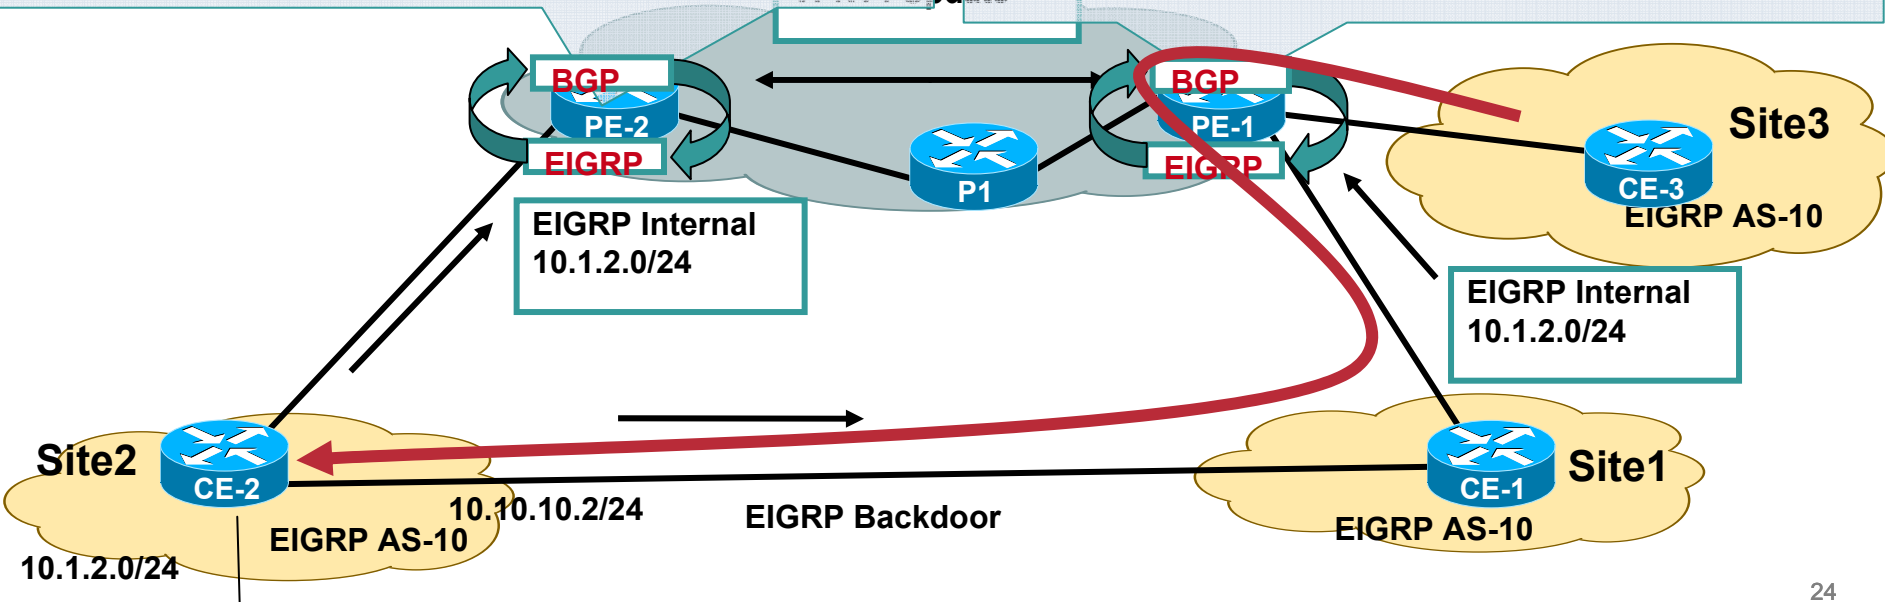 BGP
PE-2
EIGRP
BGP
PE-1
EIGRP
P1
Site3
CE-3
EIGRP AS-10
EIGRP Internal
10.1.2.0/24
EIGRP Internal
10.1.2.0/24
Site2
CE-2
10.10.10.2/24
EIGRP Backdoor
EIGRP AS-10
10.1.2.0/24
CE-1
Site1
EIGRP AS-10
24